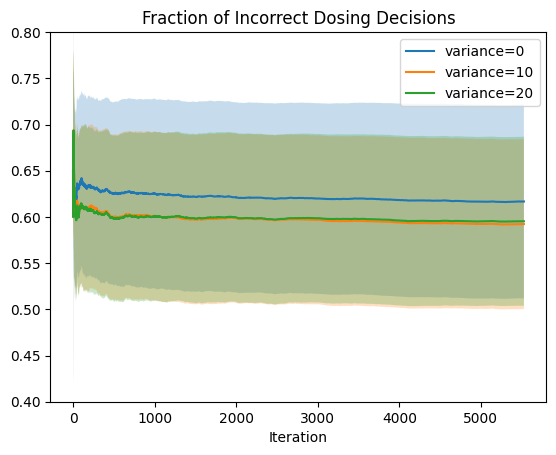 Fraction of Incorrect Dosing Decisions
variance=0
variance=10
variance=20
0.80
0.75
0.70
0.65
0.60
0.55
0.50
0.45
0.40
0 1000 2000 3000 4000 5000
Iteration